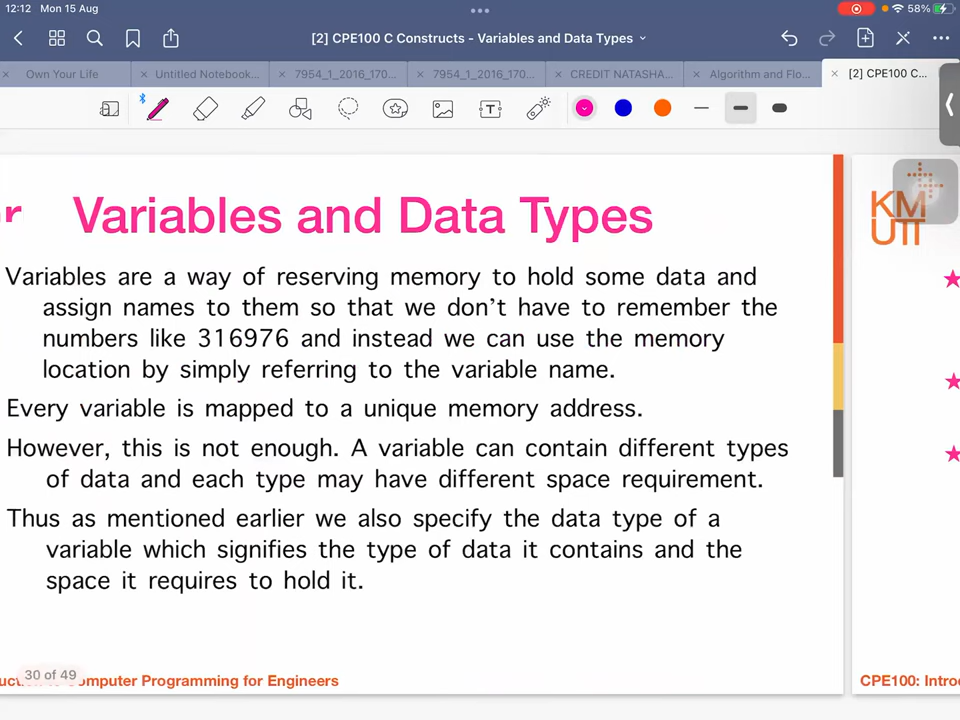 12:12 Mon 15 Aug
58%
[2] CPE100 C Constructs - Variables and Data Types
Own Your Life
Untitled Notebook...
7954_1_2016_170...
7954_1_2016_170...
CREDIT NATASHA...
Algorithm and Flo...
[2] CPE100 C...
T
r Variables and Data Types
Variables are a way of reserving memory to hold some data and
assign names to them so that we don’t have to remember the
numbers like 316976 and instead we can use the memory
location by simply referring to the variable name.
Every variable is mapped to a unique memory address.
However, this is not enough. A variable can contain different types
of data and each type may have different space requirement.
Thus as mentioned earlier we also specify the data type of a
variable which signifies the type of data it contains and the
space it requires to hold it.
30 of 49
Computer Programming for Engineers
KM
UTT
CPE100: Introd